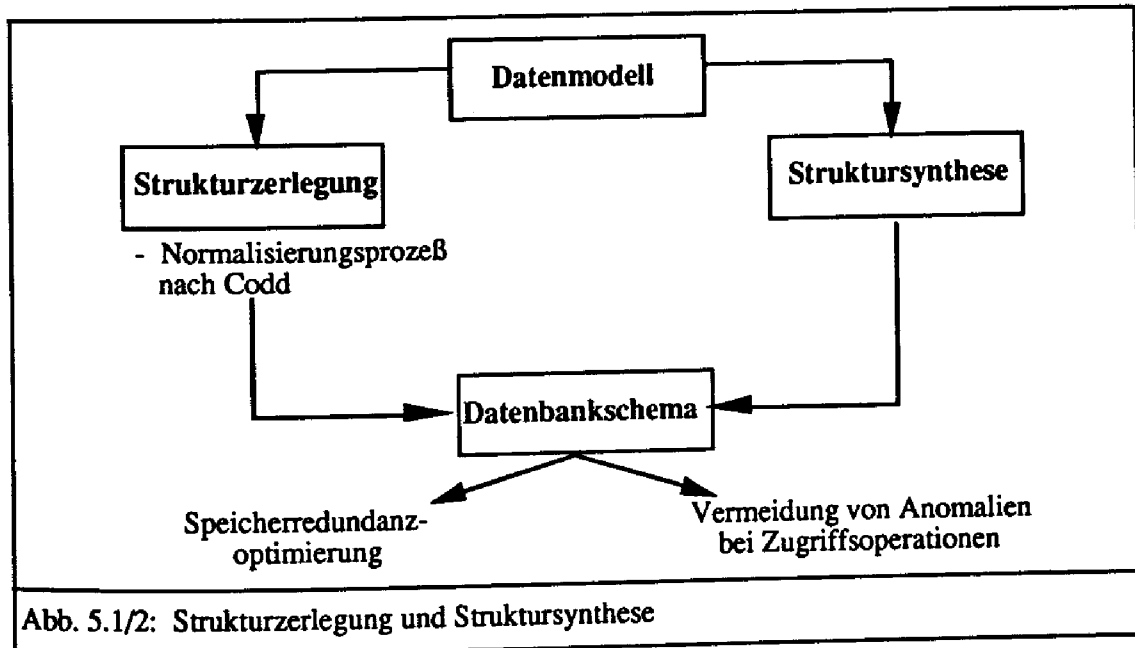 Datenmodell
Strukturzerlegung
Struktursynthese
- Normalisierungsprozeß
nach Codd
Datenbankschema
Speicherredundanz-
optimierung
Vermeidung von Anomalien
bei Zugriffsoperationen
Abb. 5.1/2: Strukturzerlegung und Struktursynthese